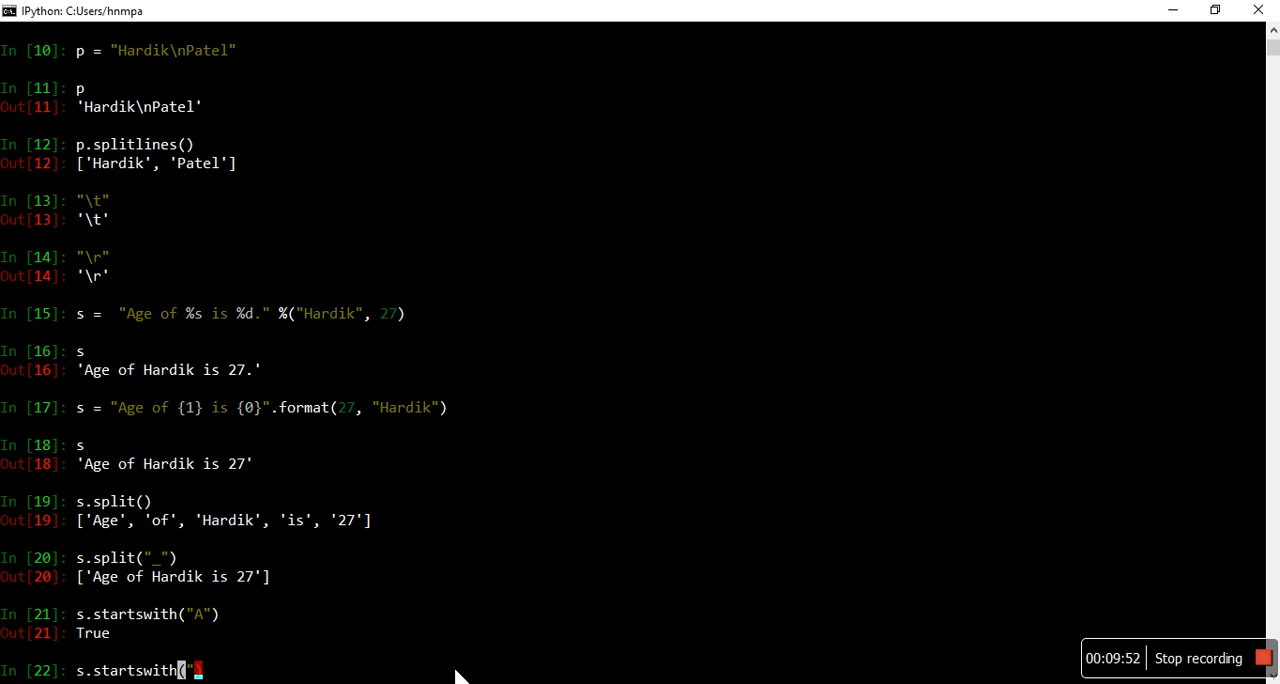 IPython: C:Users/hnmpa
In [10]: p = "Hardik\nPatel"
In [11]: p
Out[11]: 'Hardik\nPatel'
In [12]: p.splitlines()
Out[12]: ['Hardik', 'Patel']
In [13]: "\t"
Out[13]: '\t'
In [14]: "\r"
Out[14]: '\r'
In [15]: s =  "Age of %s is %d." %("Hardik", 27)
In [16]: s
Out[16]: 'Age of Hardik is 27.'
In [17]: s = "Age of {1} is {0}".format(27, "Hardik")
In [18]: s
Out[18]: 'Age of Hardik is 27'
In [19]: s.split()
Out[19]: ['Age', 'of', 'Hardik', 'is', '27']
In [20]: s.split("_")
Out[20]: ['Age of Hardik is 27']
In [21]: s.startswith("A")
Out[21]: True
In [22]: s.startswith(")
00:09:52 Stop recording